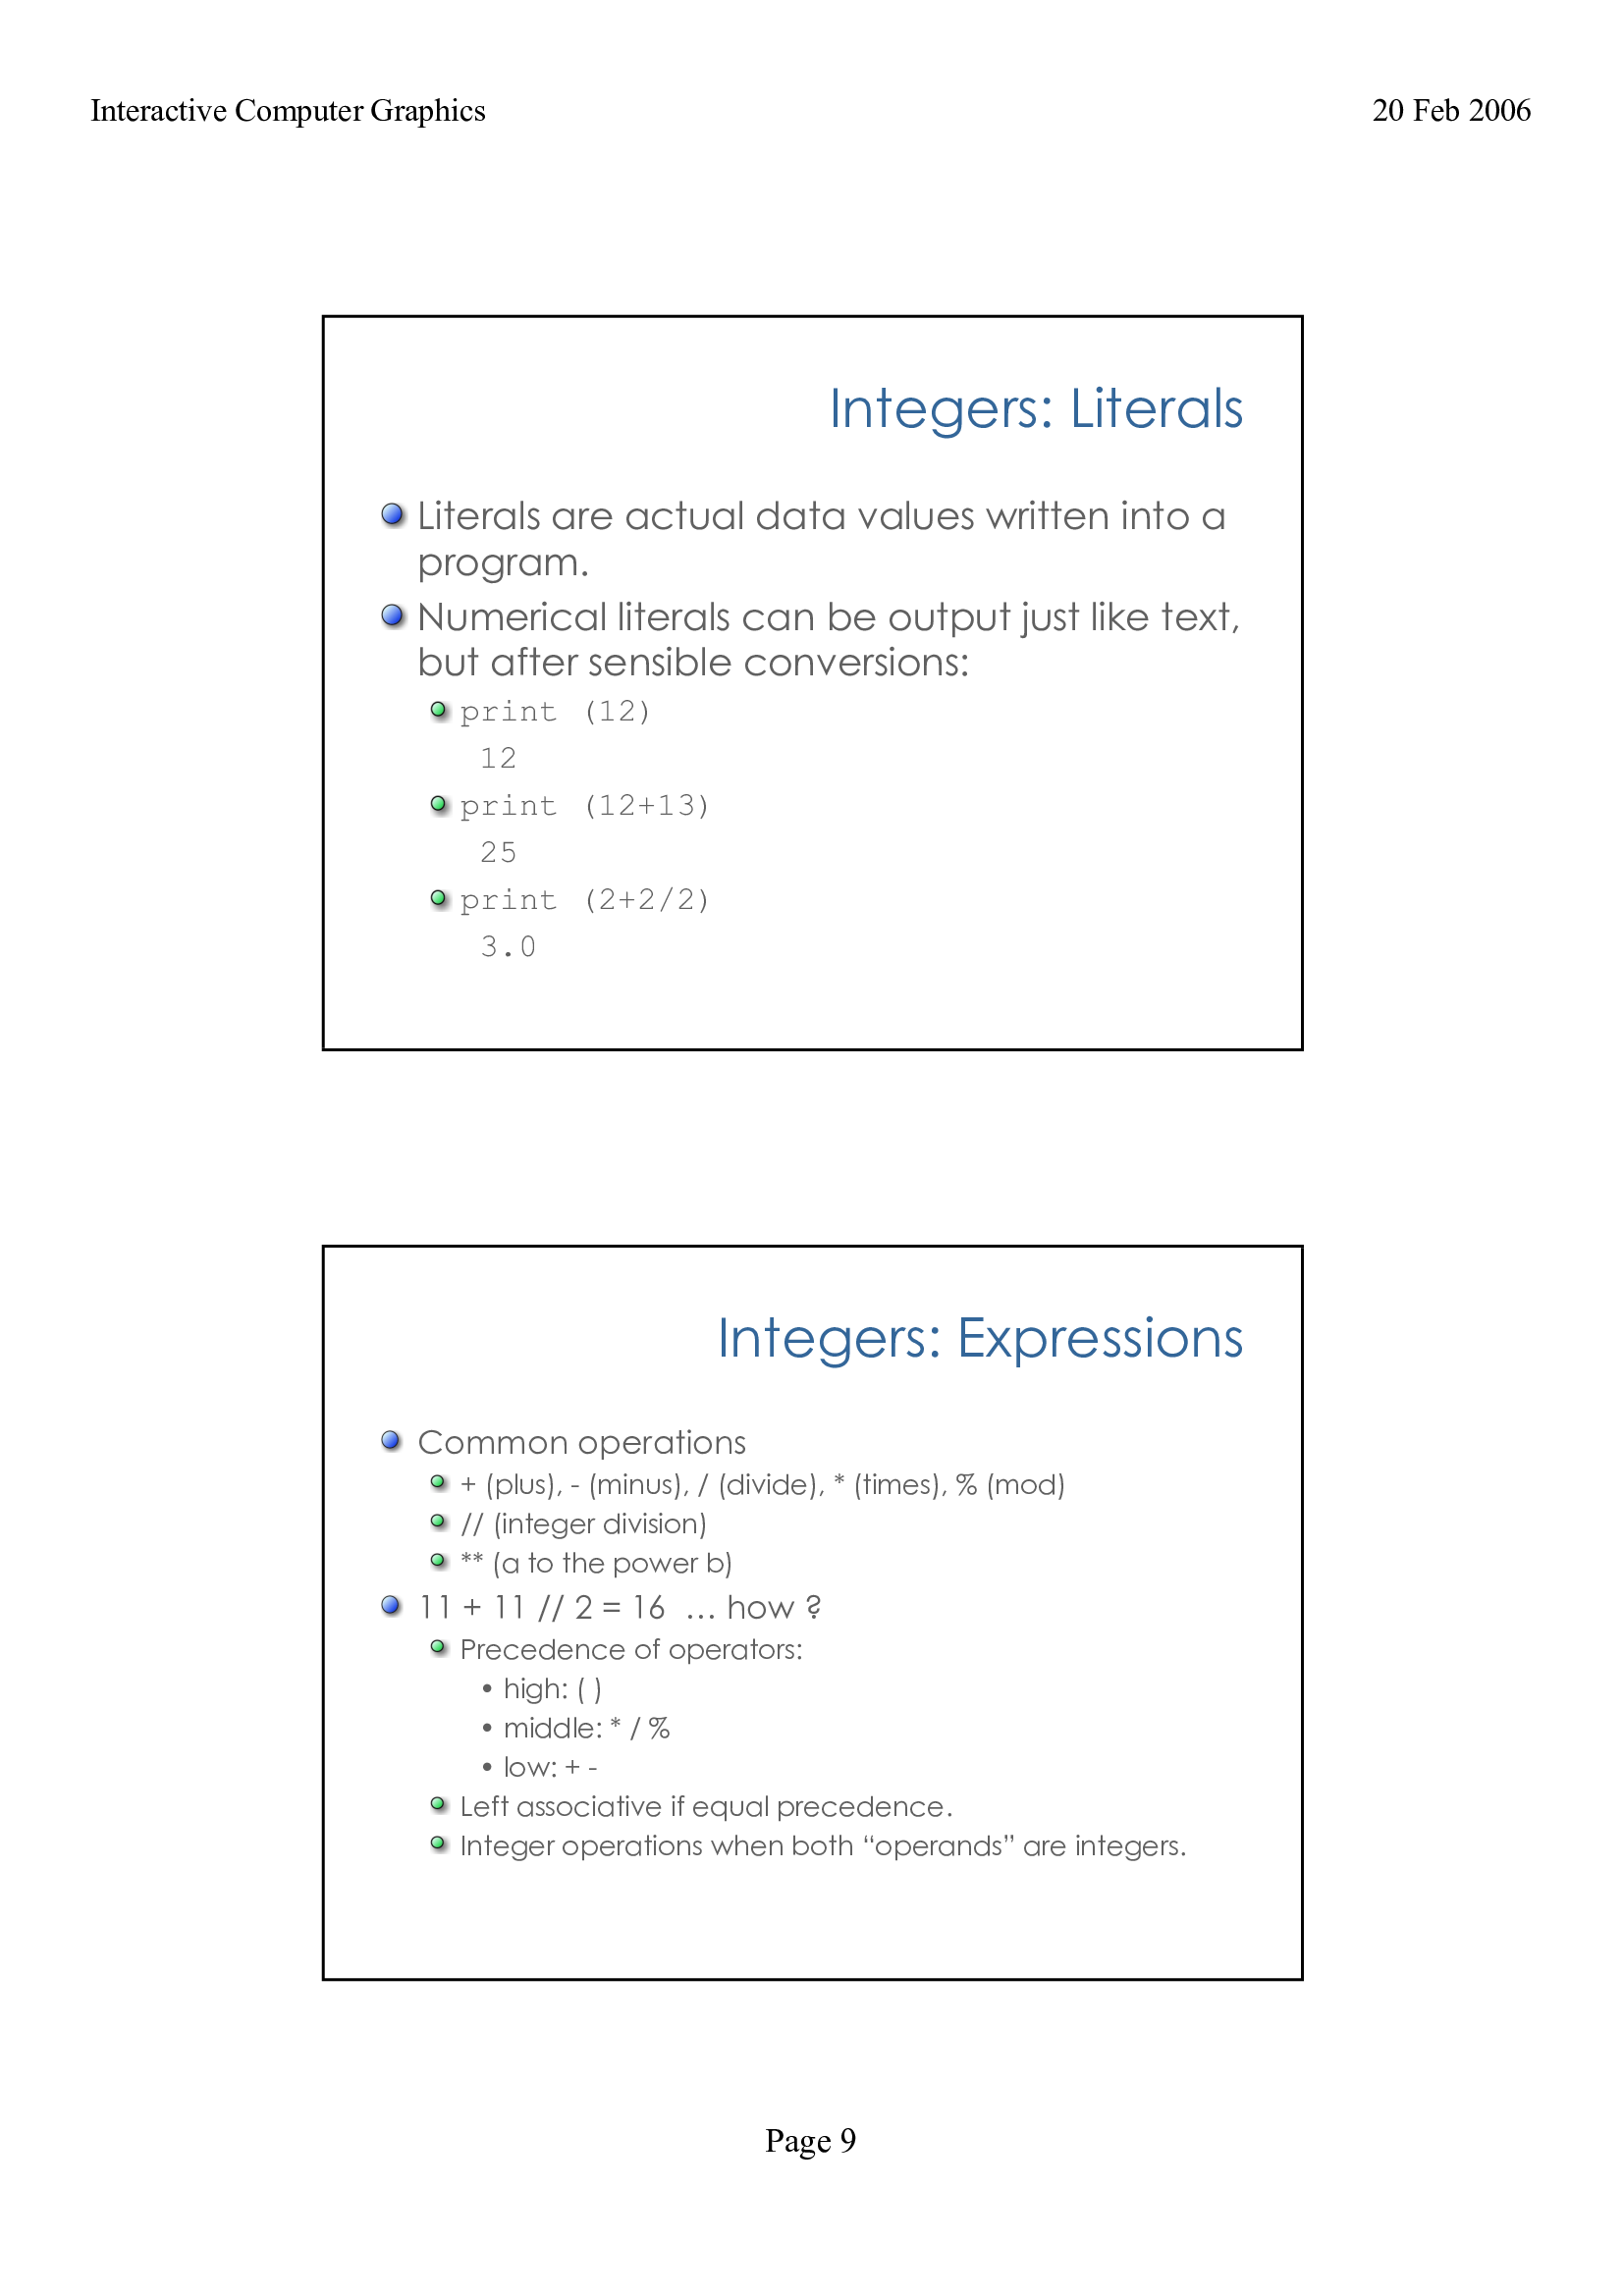 Interactive Computer Graphics 20 Feb 2006
Integers: Literals
Literals are actual data values written into a
program.
Numerical literals can be output just like text,
but after sensible conversions:
print (12)
12
print (12+13)
25
print (2+2/2)
3.0
Integers: Expressions
Common operations
+ (plus), - (minus), / (divide), * (times), % (mod)
// (integer division)
** (a to the power b)
11 + 11 // 2 = 16 … how ?
Precedence of operators:
• high: ( )
• middle: * / %
• low: + -
Left associative if equal precedence.
Integer operations when both “operands” are integers.
Page 9